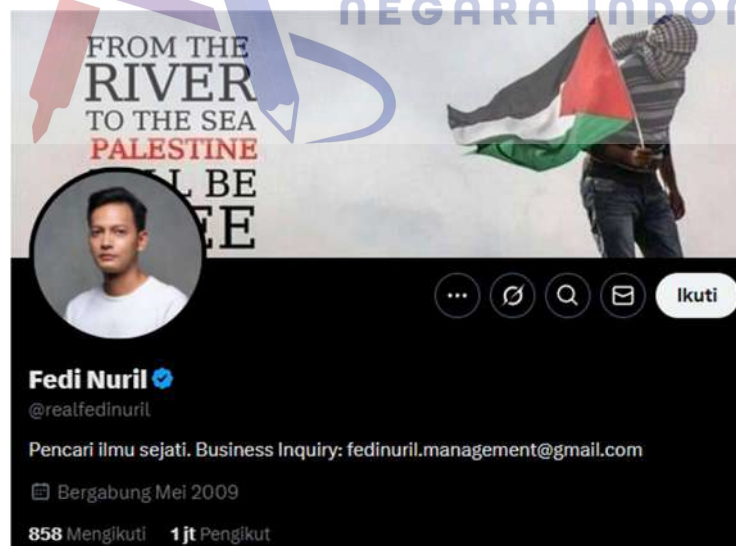 NEGARA INDON
FROM THE
RIVER
TO THE SEA
PALESTINE
BE
Ikuti
Fedi Nuril
@realfedinuril
Pencari ilmu sejati. Business Inquiry: fedinuril.management@gmail.com
Bergabung Mei 2009
858 Mengikuti 1 jt Pengikut